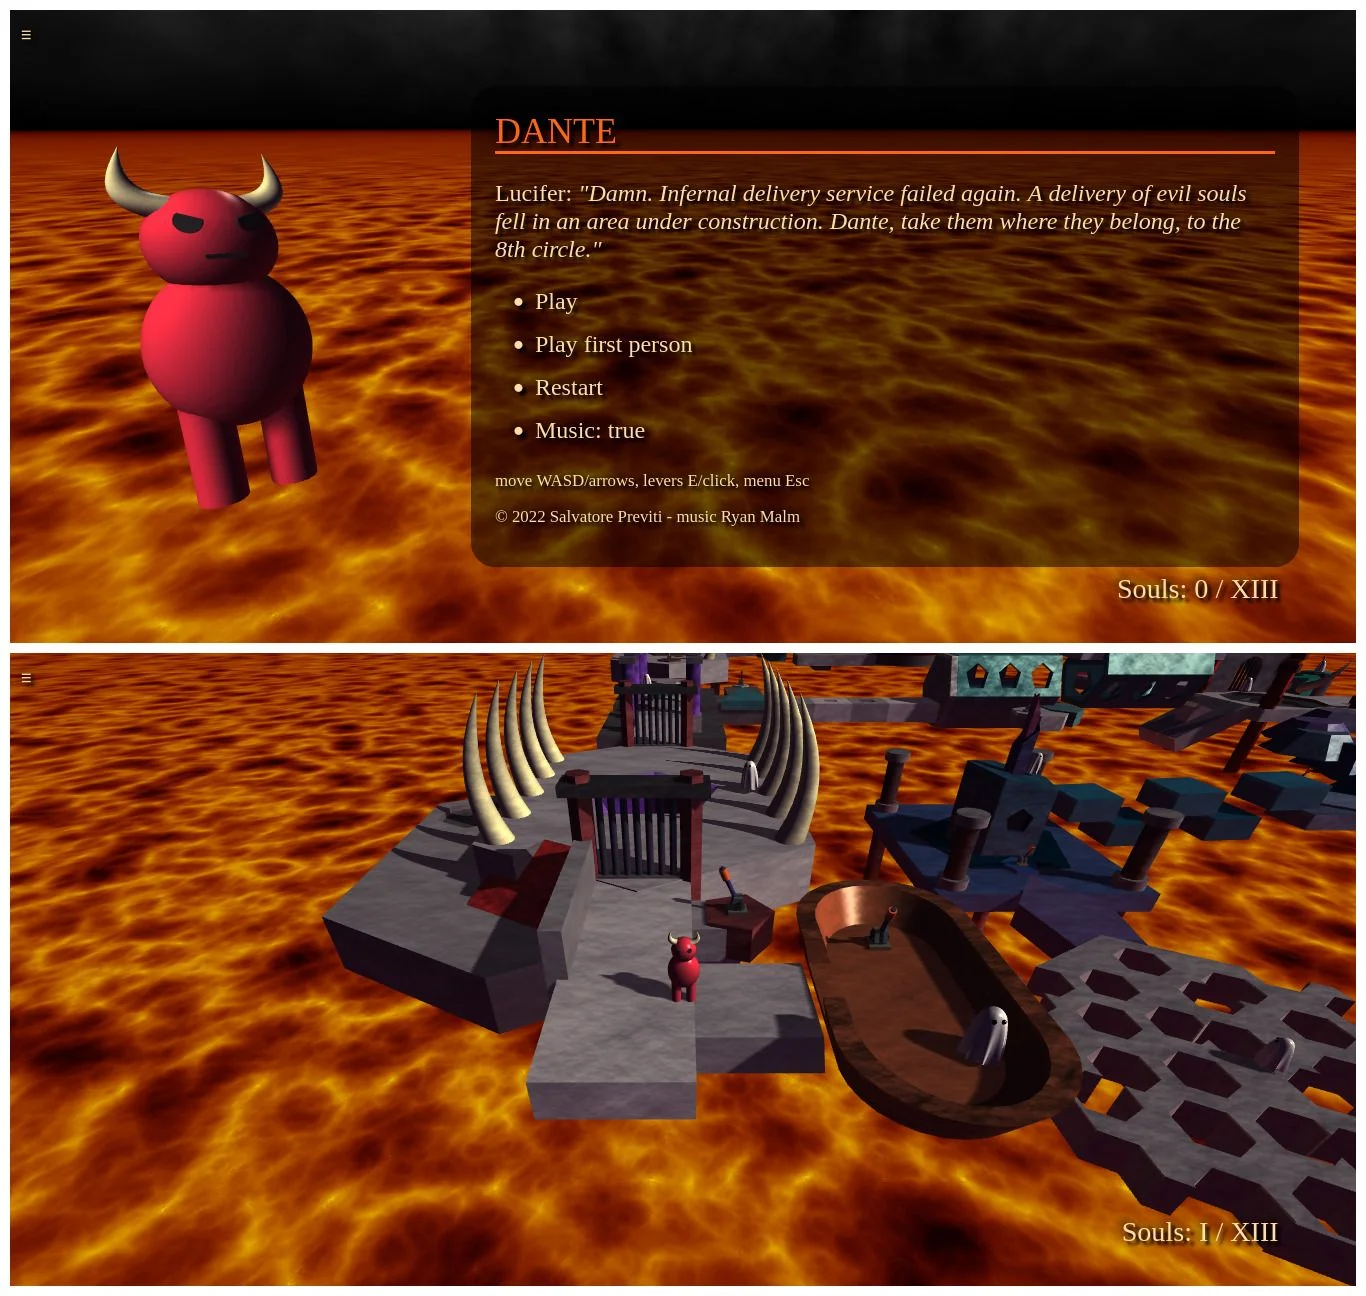 ☰
DANTE
Lucifer: "Damn. Infernal delivery service failed again. A delivery of evil souls
fell in an area under construction. Dante, take them where they belong, to the
8th circle."
• Play
• Play first person
• Restart
• Music: true
move WASD/arrows, levers E/click, menu Esc
© 2022 Salvatore Previti - music Ryan Malm
Souls: 0 / XIII
☰
Souls: I / XIII